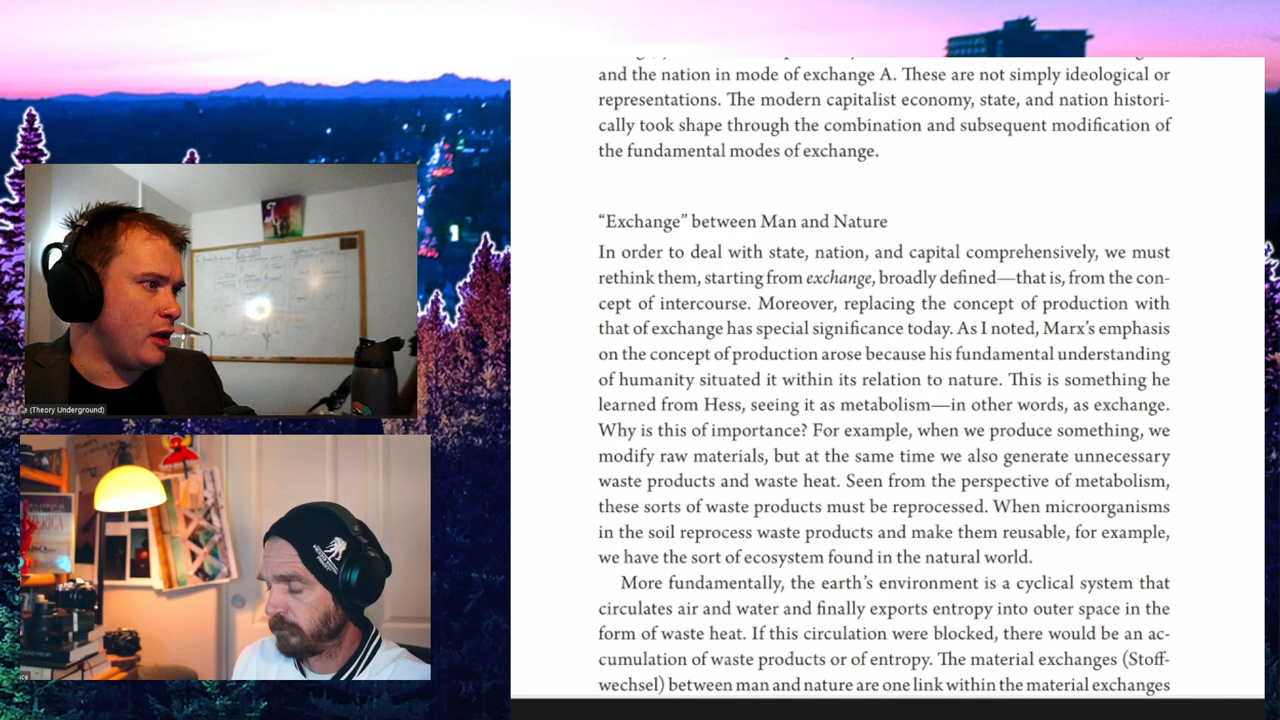 and the nation in mode of exchange A. These are not simply ideological or
representations. The modern capitalist economy, state, and nation histori-
cally took shape through the combination and subsequent modification of
the fundamental modes of exchange.
“Exchange” between Man and Nature
In order to deal with state, nation, and capital comprehensively, we must
rethink them, starting from exchange, broadly defined—that is, from the con-
cept of intercourse. Moreover, replacing the concept of production with
that of exchange has special significance today. As I noted, Marx’s emphasis
on the concept of production arose because his fundamental understanding
of humanity situated it within its relation to nature. This is something he
learned from Hess, seeing it as metabolism—in other words, as exchange.
Why is this of importance? For example, when we produce something, we
modify raw materials, but at the same time we also generate unnecessary
waste products and waste heat. Seen from the perspective of metabolism,
these sorts of waste products must be reprocessed. When microorganisms
in the soil reprocess waste products and make them reusable, for example,
we have the sort of ecosystem found in the natural world.
More fundamentally, the earth’s environment is a cyclical system that
circulates air and water and finally exports entropy into outer space in the
form of waste heat. If this circulation were blocked, there would be an ac-
cumulation of waste products or of entropy. The material exchanges (Stoff-
wechsel) between man and nature are one link within the material exchanges
e (Theory Underground)